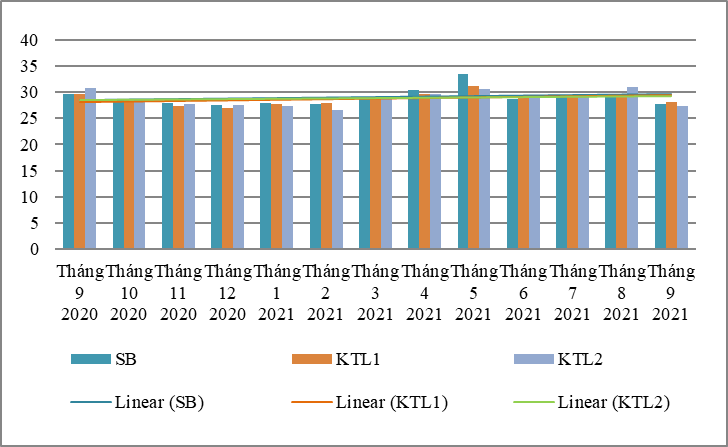 40
35
30
25
20
15
10
5
0
Tháng Tháng Tháng Tháng Tháng Tháng Tháng Tháng Tháng Tháng Tháng Tháng Tháng
9 10 11 12 1 2 3 4 5 6 7 8 9
2020 2020 2020 2020 2021 2021 2021 2021 2021 2021 2021 2021 2021
SB KTL1 KTL2
Linear (SB) Linear (KTL1) Linear (KTL2)